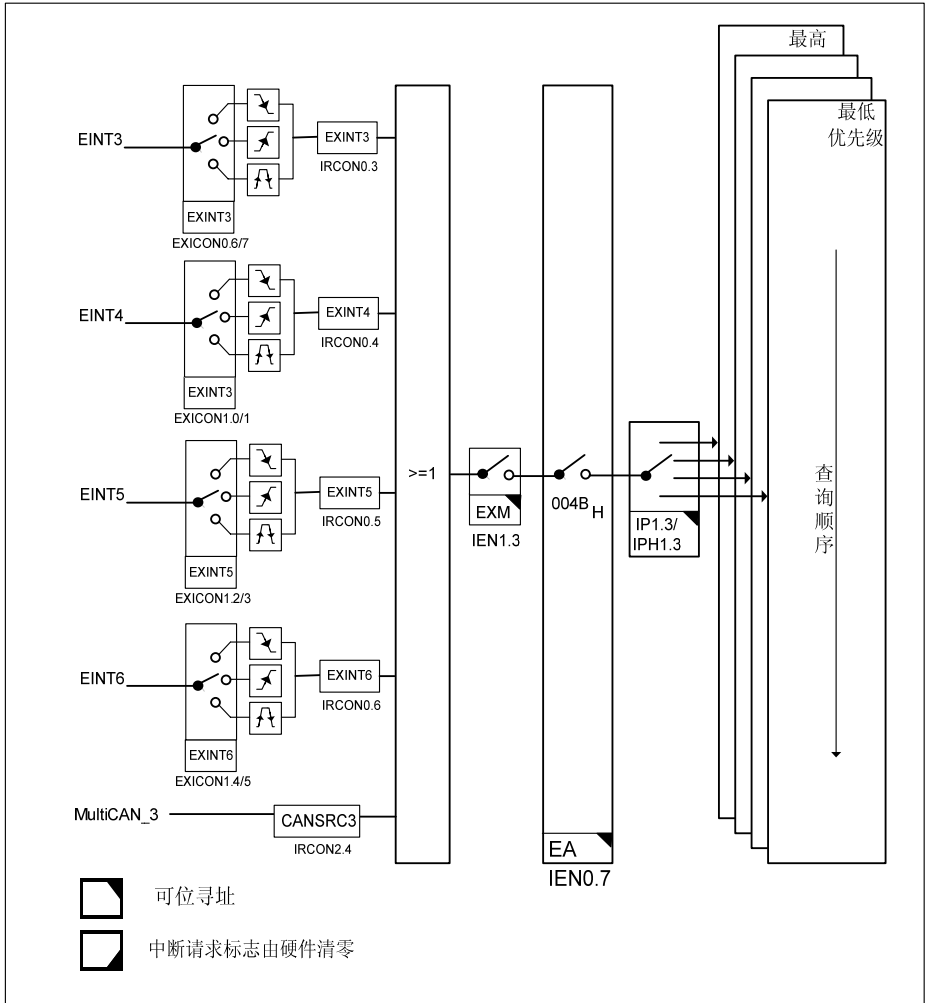 最高
最低
优先级
EINT3
EXINT3
IRCON0.3
EXINT3
EXICON0.6/7
EINT4
EXINT4
IRCON0.4
EXINT3
EXICON1.0/1
EINT5
EXINT5
IRCON0.5
EXINT5
EXICON1.2/3
EINT6
EXINT6
IRCON0.6
EXINT6
EXICON1.4/5
MultiCAN_3
CANSRC3
IRCON2.4
>=1
EXM
IEN1.3
004BH
EA
IEN0.7
IP1.3/
IPH1.3
查询顺序
可位寻址
中断请求标志由硬件清零